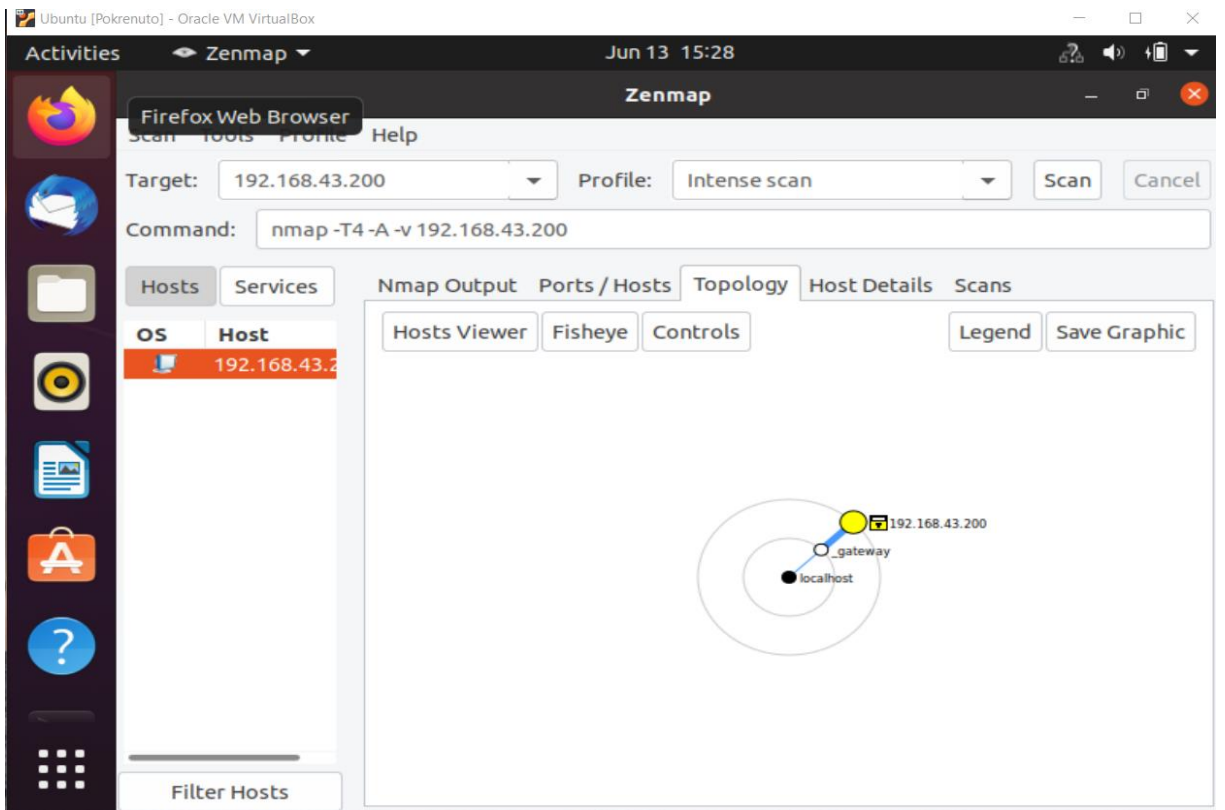 Ubuntu [Pokrenuto] - Oracle VM VirtualBox
Activities Zenmap Jun 13 15:28
Zenmap
Firefox Web Browser
Scan Tools Profile Help
Target: 192.168.43.200 Profile: Intense scan Scan Cancel
Command: nmap -T4 -A -v 192.168.43.200
Hosts Services Nmap Output Ports / Hosts Topology Host Details Scans
OS Host Hosts Viewer Fisheye Controls Legend Save Graphic
192.168.43.2
192.168.43.200
_gateway
localhost
Filter Hosts